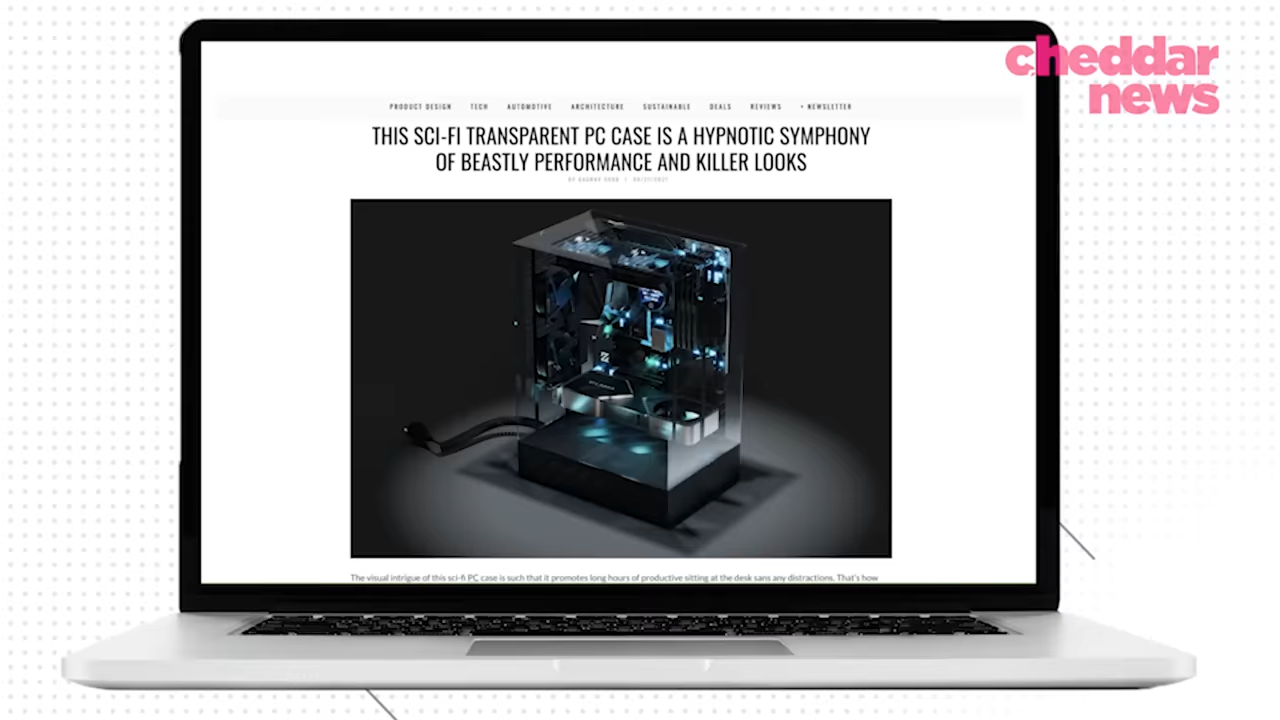 cheddar
news
PRODUCT DESIGN TECH AUTOMOTIVE ARCHITECTURE SUSTAINABLE DEALS REVIEWS + NEWSLETTER
THIS SCI-FI TRANSPARENT PC CASE IS A HYPNOTIC SYMPHONY
OF BEASTLY PERFORMANCE AND KILLER LOOKS
The visual intrigue of this sci-fi PC case is such that it promotes long hours of productive sitting at the desk sans any distractions. That's how